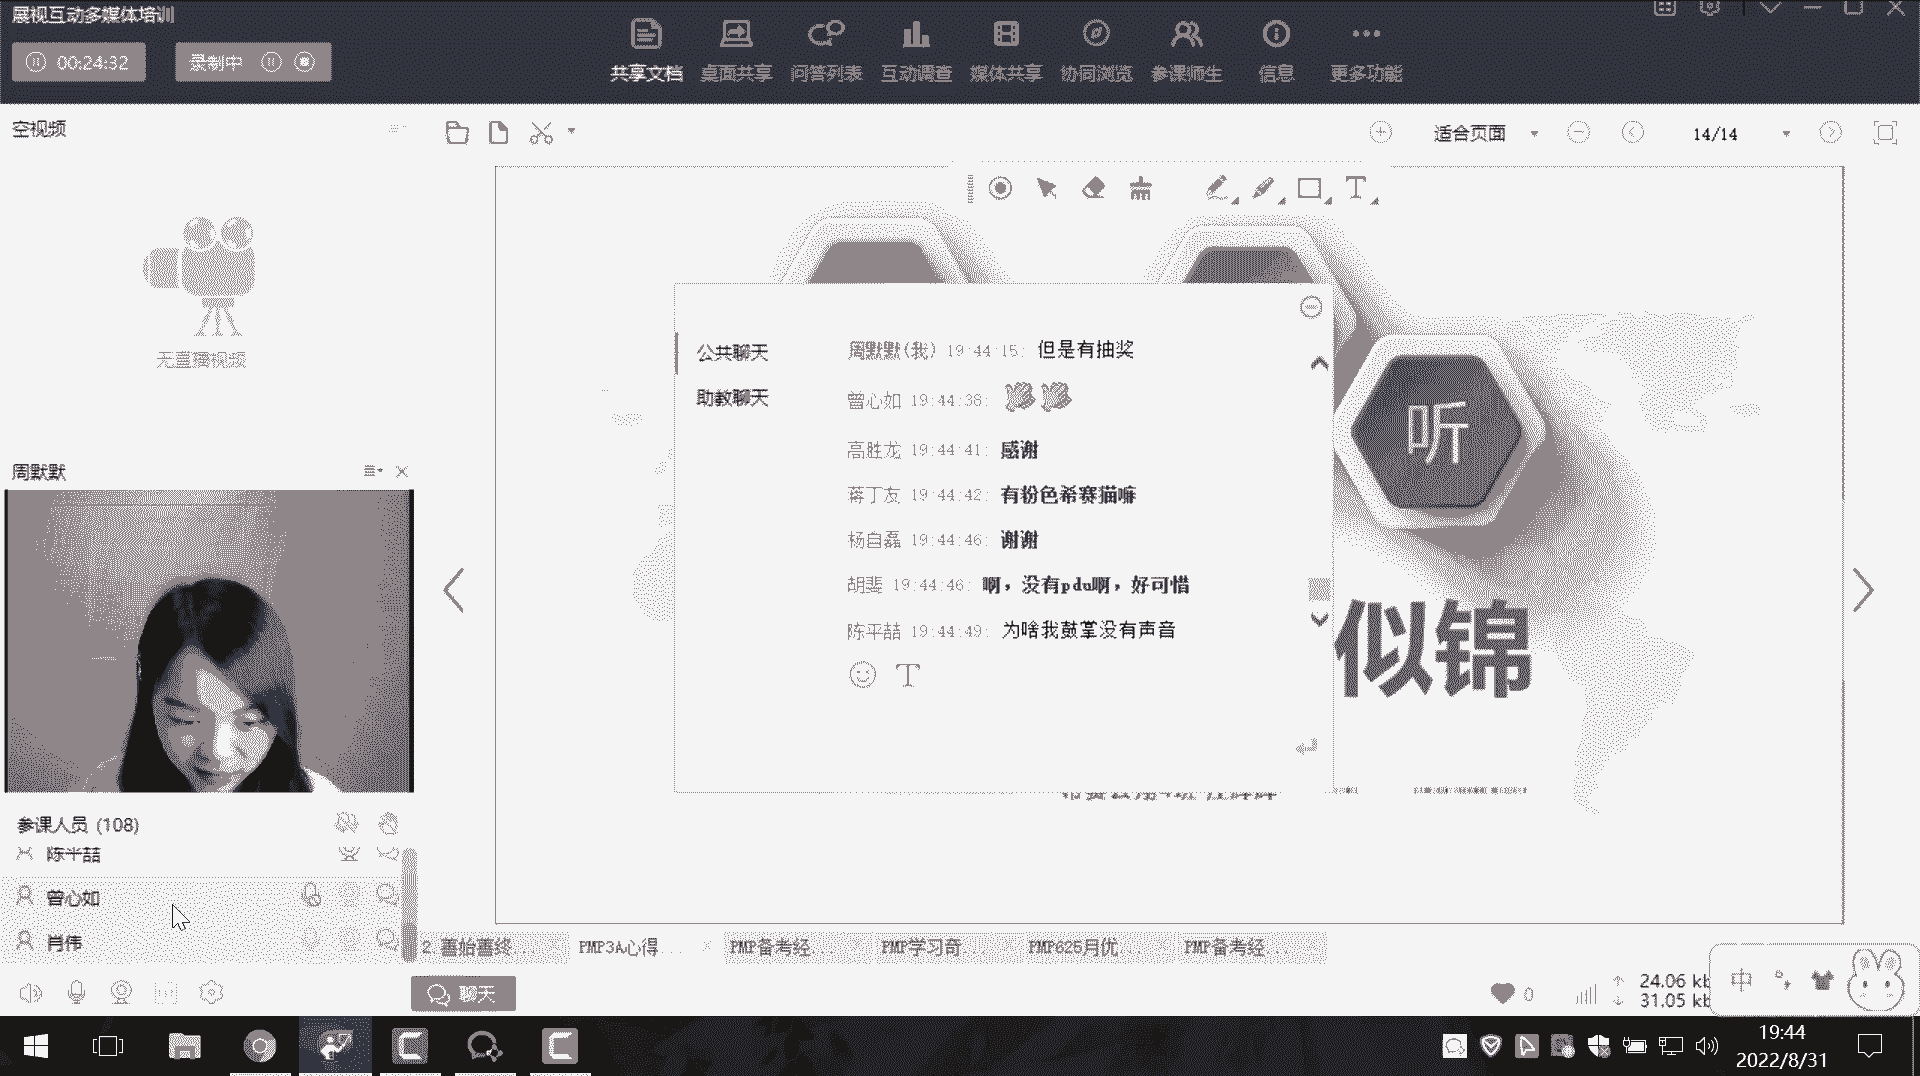 展视互动多媒体培训
00:24:32
录制中
共享文档
桌面共享
问答列表
互动调查
媒体共享
协同浏览
参课师生
信息
更多功能
空视频
适合页面
14/14
无直播视频
公共聊天
助教聊天
周默默(我) 19:44:15: 但是有抽奖
曾心如 19:44:38:
高胜龙 19:44:41: 感谢
蒋丁友 19:44:42: 有粉色希赛猫嘛
杨自磊 19:44:46: 谢谢
胡斐 19:44:46: 啊，没有pdu啊，好可惜
陈平喆 19:44:49: 为啥我鼓掌没有声音
听
似锦
周默默
参课人员 (108)
陈平喆
曾心如
肖伟
2. 善始善终...
PMP3A心得...
PMP备考经...
PMP学习奇...
PMP625月优...
PMP备考经...
聊天
0
24.06 kb
31.05 kb
中
19:44
2022/8/31